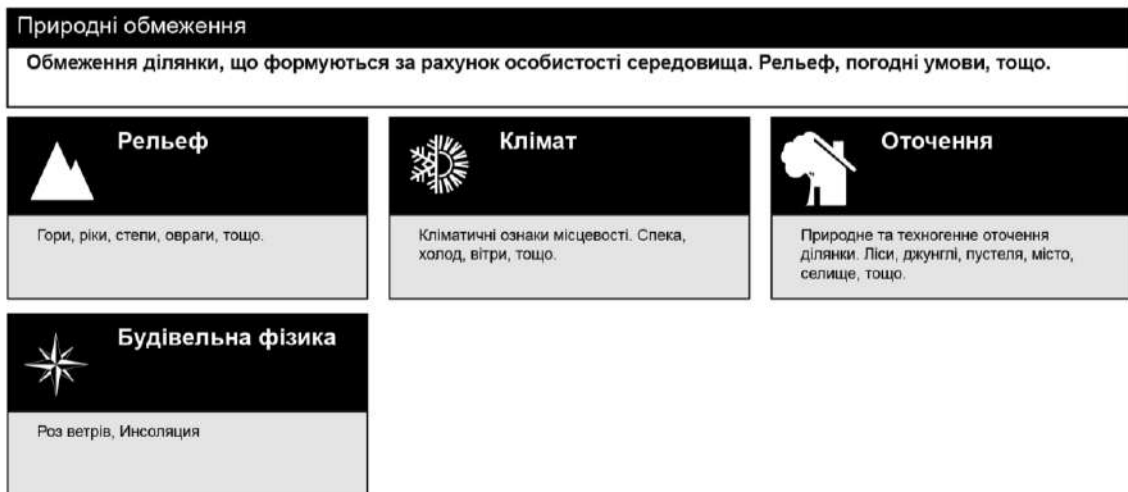 Природні обмеження
Обмеження ділянки, що формуються за рахунок особистості середовища. Рельеф, погодні умови, тощо.
Рельеф
Гори, ріки, степи, овраги, тощо.
Клімат
Кліматичні ознаки місцевості. Спека,
холод, вітри, тощо.
Оточення
Природне та техногенне оточення
ділянки. Ліси, джунглі, пустеля, місто,
селище, тощо.
Будівельна фізика
Роз ветрів, Инсоляция